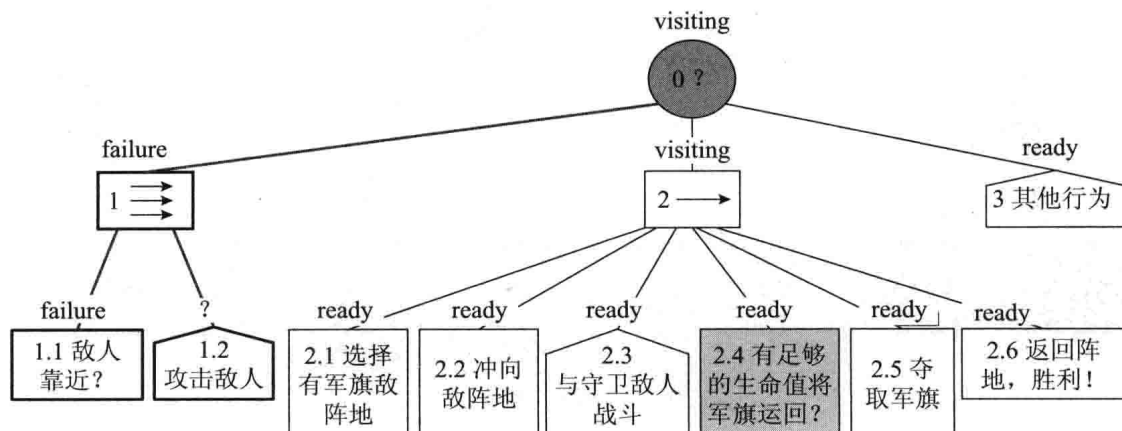 visiting
0 ?
failure
visiting
ready
1
2
3 其他行为
failure
?
ready
ready
ready
ready
ready
ready
1.1 敌人
靠近？
1.2
攻击敌人
2.1 选择
有军旗敌
阵地
2.2 冲向
敌阵地
2.3
与守卫敌人
战斗
2.4 有足够
的生命值将
军旗运回？
2.5 夺
取军旗
2.6 返回阵
地，胜利！